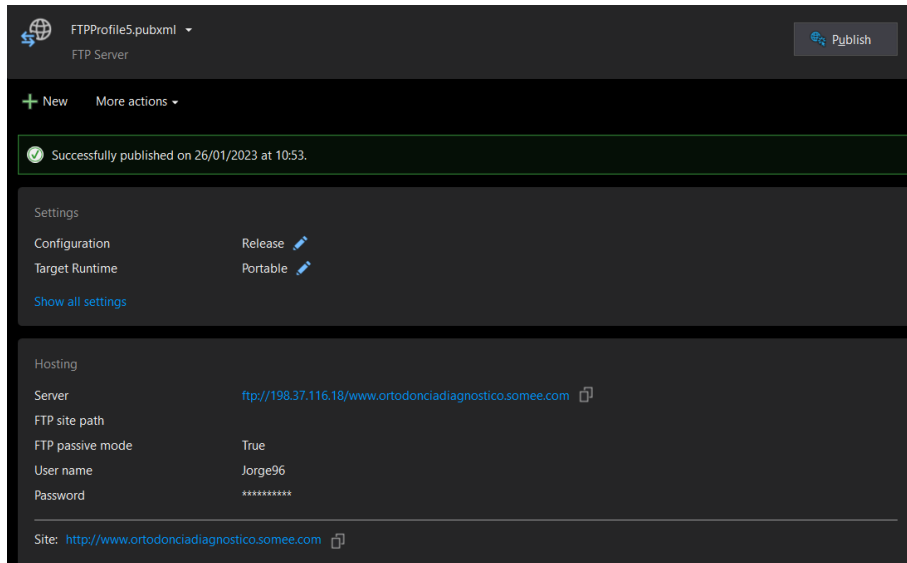 FTPProfile5.pubxml
FTP Server
Publish
New More actions
Successfully published on 26/01/2023 at 10:53.
Settings
Configuration Release
Target Runtime Portable
Show all settings
Hosting
Server ftp://198.37.116.18/www.ortodonciadiagnostico.somee.com
FTP site path
FTP passive mode True
User name Jorge96
Password **********
Site: http://www.ortodonciadiagnostico.somee.com